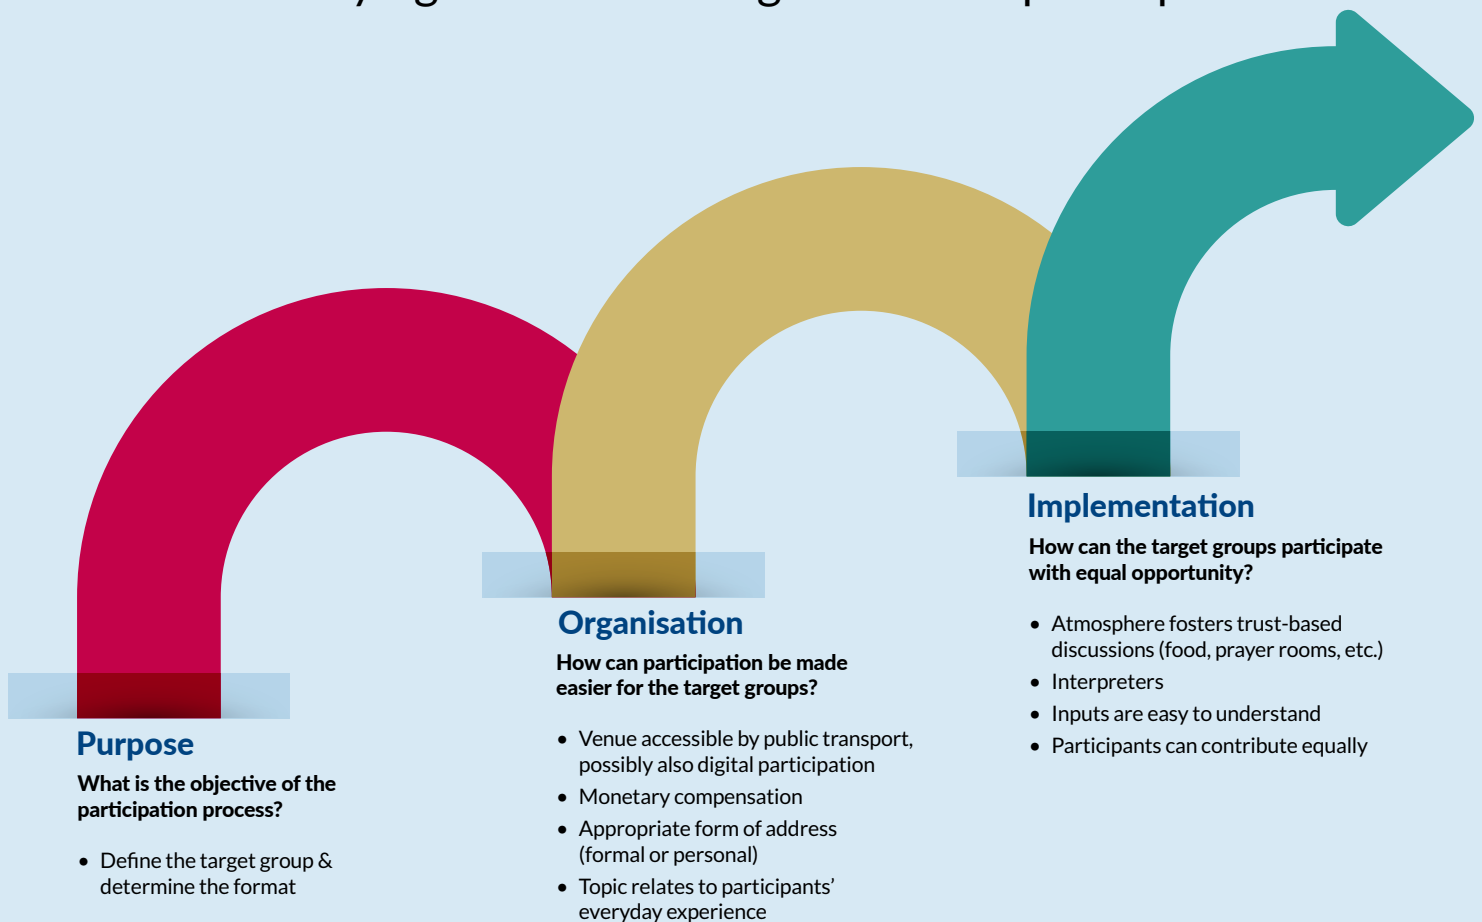 Purpose
What is the objective of the
participation process?
• Define the target group &
determine the format
Organisation
How can participation be made
easier for the target groups?
• Venue accessible by public transport,
possibly also digital participation
• Monetary compensation
• Appropriate form of address
(formal or personal)
• Topic relates to participants’
everyday experience
Implementation
How can the target groups participate
with equal opportunity?
• Atmosphere fosters trust-based
discussions (food, prayer rooms, etc.)
• Interpreters
• Inputs are easy to understand
• Participants can contribute equally